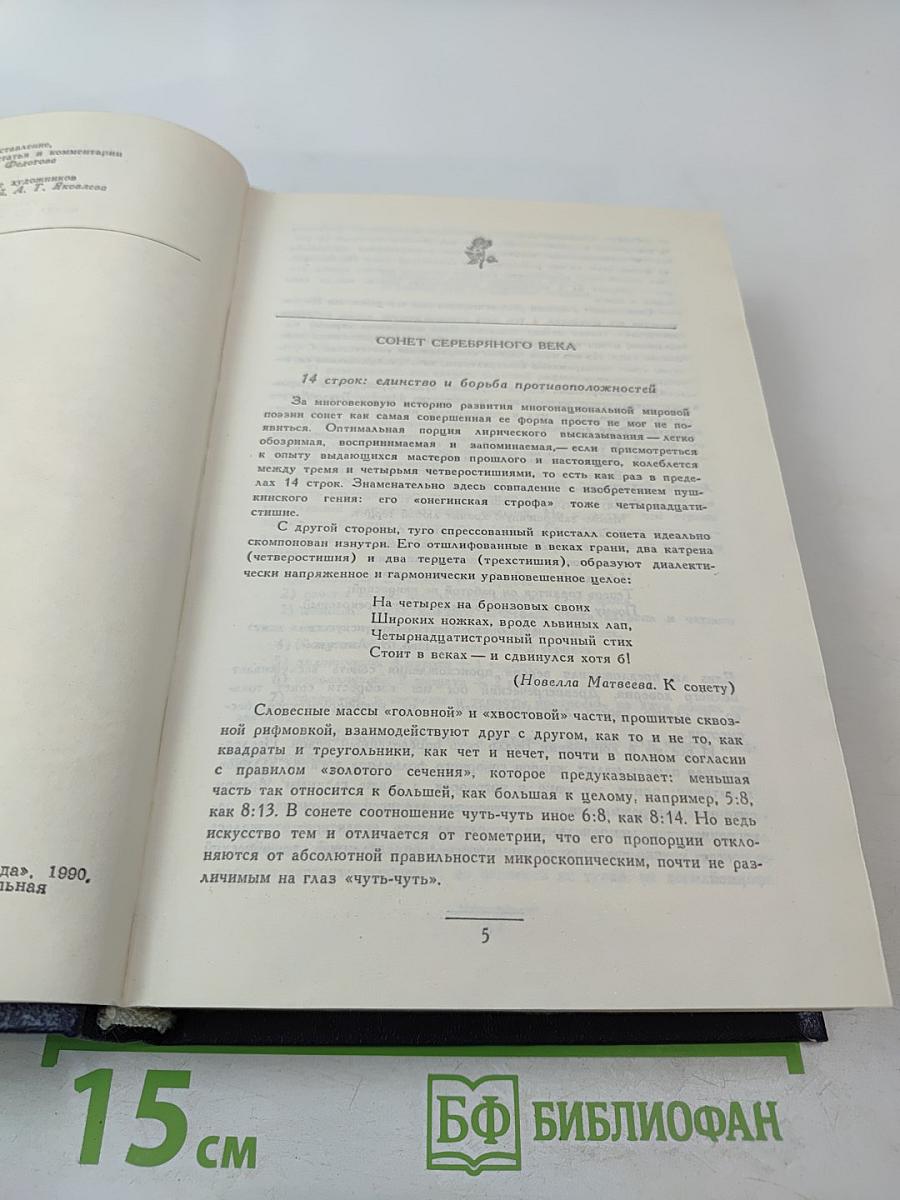 ставление,
статья и комментарии
Федотова
художников
А. Т. Яковлева
да», 1990.
льная
СОНЕТ СЕРЕБРЯНОГО ВЕКА
14 строк: единство и борьба противоположностей
За многовековую историю развития многонациональной мировой
поэзии сонет как самая совершенная ее форма просто не мог не по-
явиться. Оптимальная порция лирического высказывания — легко
обозримая, воспринимаемая и запоминаемая,— если присмотреться
к опыту выдающихся мастеров прошлого и настоящего, колеблется
между тремя и четырьмя четверостишиями, то есть как раз в преде-
лах 14 строк. Знаменательно здесь совпадение с изобретением пуш-
кинского гения: его «онегинская строфа» тоже четырнадцати-
стишие.
С другой стороны, туго спрессованный кристалл сонета идеально
скомпонован изнутри. Его отшлифованные в веках грани, два катрена
(четверостишия) и два терцета (трехстишия), образуют диалекти-
чески напряженное и гармонически уравновешенное целое:
На четырех на бронзовых своих
Широких ножках, вроде львиных лап,
Четырнадцатистрочный прочный стих
Стоит в веках — и сдвинулся хотя б!
(Новелла Матвеева. К сонету)
Словесные массы «головной» и «хвостовой» части, прошитые сквоз-
ной рифмовкой, взаимодействуют друг с другом, как то и не то, как
квадраты и треугольники, как чет и нечет, почти в полном согласии
с правилом «золотого сечения», которое предуказывает: меньшая
часть так относится к большей, как большая к целому, например, 5:8,
как 8:13. В сонете соотношение чуть-чуть иное 6:8, как 8:14. Но ведь
искусство тем и отличается от геометрии, что его пропорции откло-
няются от абсолютной правильности микроскопическим, почти не раз-
личимым на глаз «чуть-чуть».
5
15 см
БФ БИБЛИОФАН